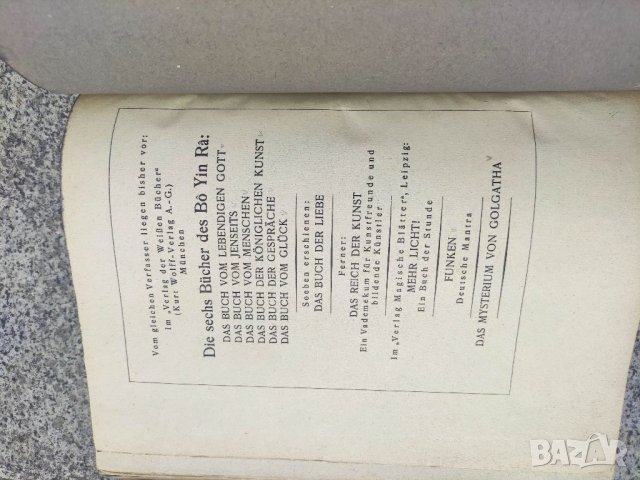 Vom gleichen Verfasser liegen bisher vor:
Im „Verlag der Weißen Bücher“
(Kurt Wolff-Verlag A.-G.)
München
Die sechs Bücher des Bô Yin Râ:
DAS BUCH VOM LEBENDIGEN GOTT
DAS BUCH VOM JENSEITS
DAS BUCH VOM MENSCHEN
DAS BUCH DER KÖNIGLICHEN KUNST
DAS BUCH DER GESPRÄCHE
DAS BUCH VOM GLÜCK
Soeben erschienen:
DAS BUCH DER LIEBE
Ferner:
DAS REICH DER KUNST
Ein Vademekum für Kunstfreunde und
bildende Künstler
Im „Verlag Magische Blätter“, Leipzig:
MEHR LICHT!
Ein Buch der Stunde
FUNKEN
Deutsche Mantra
DAS MYSTERIUM VON GOLGATHA
BAZAR
bg